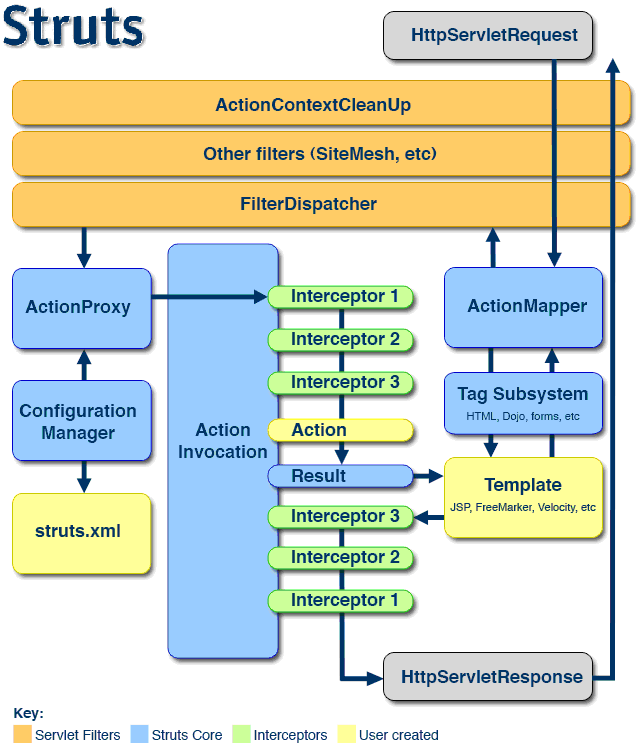 Struts
HttpServletRequest
ActionContextCleanUp
Other filters (SiteMesh, etc)
FilterDispatcher
ActionProxy
Configuration
Manager
struts.xml
Action
Invocation
Interceptor 1
Interceptor 2
Interceptor 3
Action
Result
Interceptor 3
Interceptor 2
Interceptor 1
ActionMapper
Tag Subsystem
HTML, Dojo, forms, etc
Template
JSP, FreeMarker, Velocity, etc
HttpServletResponse
Key:
Servlet Filters
Struts Core
Interceptors
User created